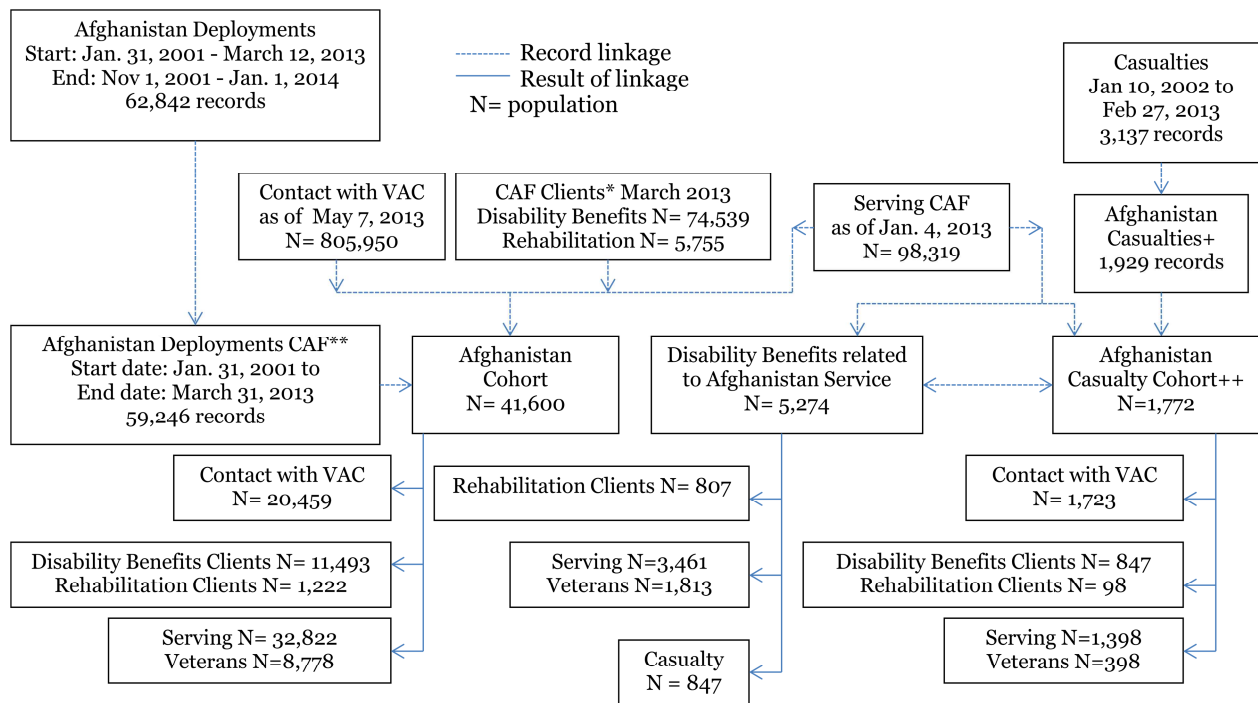 Afghanistan Deployments
Start: Jan. 31, 2001 - March 12, 2013
End: Nov 1, 2001 - Jan. 1, 2014
62,842 records
Record linkage
Result of linkage
N= population
Casualties
Jan 10, 2002 to
Feb 27, 2013
3,137 records
Contact with VAC
as of May 7, 2013
N= 805,950
CAF Clients* March 2013
Disability Benefits N= 74,539
Rehabilitation N= 5,755
Serving CAF
as of Jan. 4, 2013
N= 98,319
Afghanistan
Casualties+
1,929 records
Afghanistan Deployments CAF**
Start date: Jan. 31, 2001 to
End date: March 31, 2013
59,246 records
Afghanistan
Cohort
N= 41,600
Disability Benefits related
to Afghanistan Service
N= 5,274
Afghanistan
Casualty Cohort++
N=1,772
Contact with VAC
N= 20,459
Disability Benefits Clients N= 11,493
Rehabilitation Clients N= 1,222
Serving N= 32,822
Veterans N=8,778
Rehabilitation Clients N= 807
Serving N=3,461
Veterans N=1,813
Casualty
N = 847
Contact with VAC
N= 1,723
Disability Benefits Clients N= 847
Rehabilitation Clients N= 98
Serving N=1,398
Veterans N=398